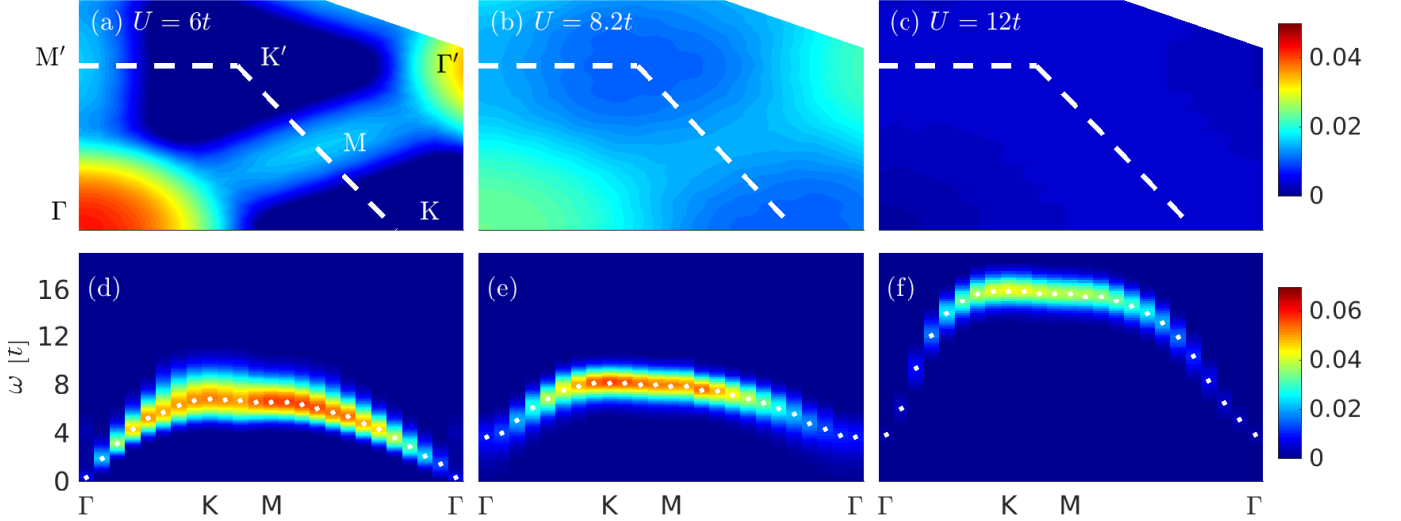 (a) U = 6t
(b) U = 8.2t
(c) U = 12t
M′
K′
Γ′
M
Γ
K
0.04
0.02
0
(d)
(e)
(f)
16
12
8
4
0
ω [t]
0.06
0.04
0.02
0
Γ K M Γ
Γ K M Γ
Γ K M Γ